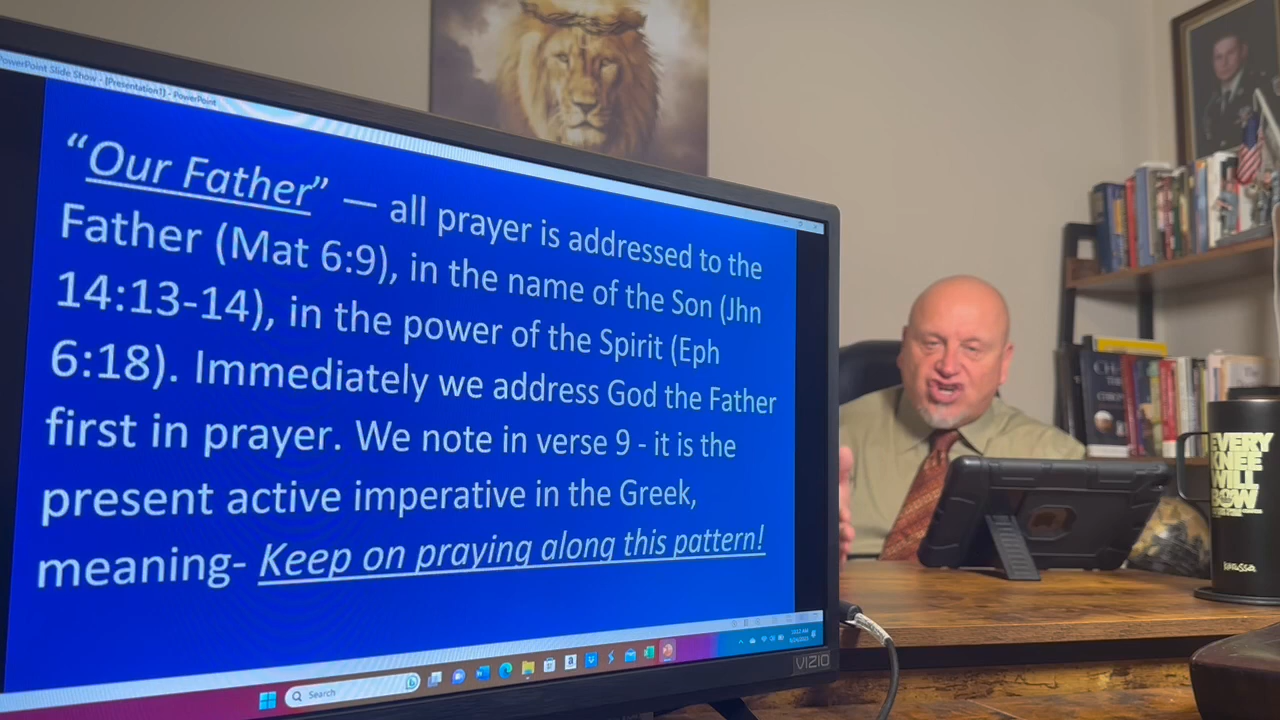 PowerPoint Slide Show - [Presentation1] - PowerPoint
“Our Father” — all prayer is addressed to the
Father (Mat 6:9), in the name of the Son (Jhn
14:13-14), in the power of the Spirit (Eph
6:18). Immediately we address God the Father
first in prayer. We note in verse 9 - it is the
present active imperative in the Greek,
meaning- Keep on praying along this pattern!
Search
VIZIO
EVERY
KNEE
WILL
BOW